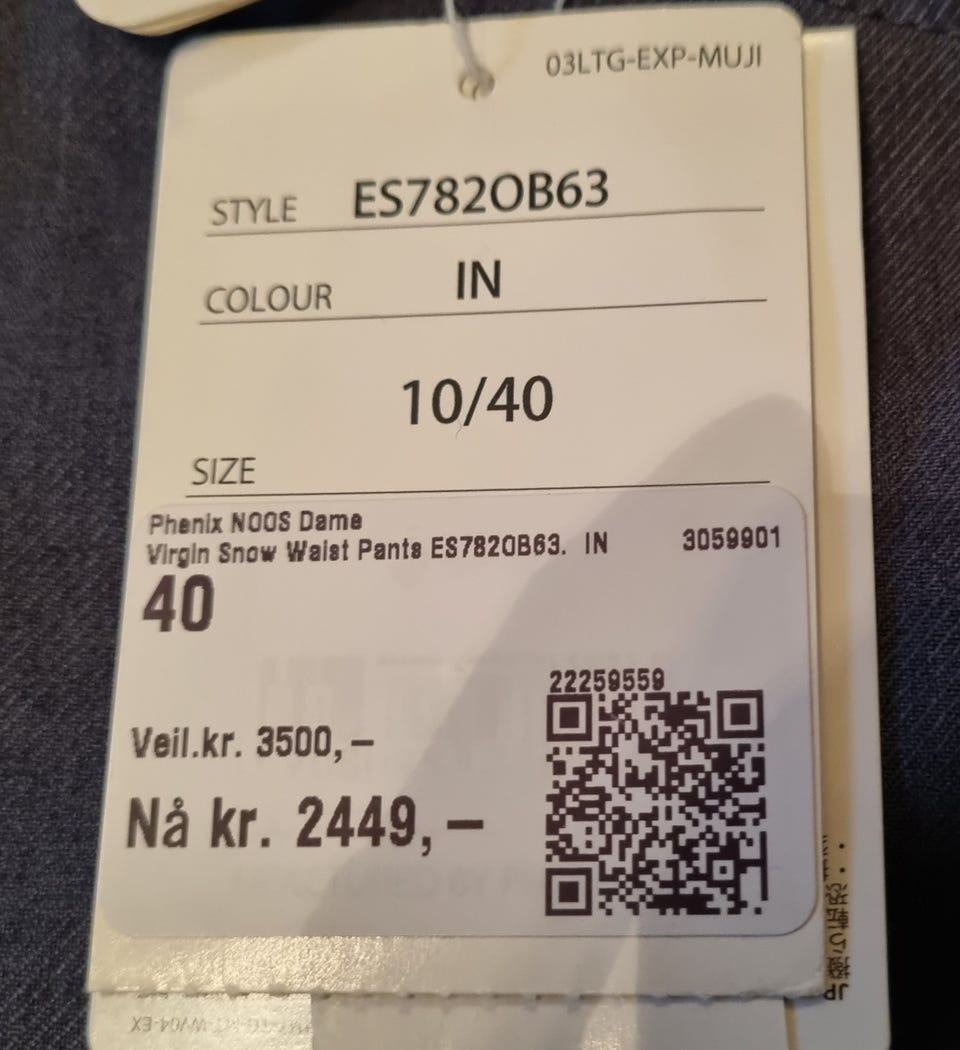 03LTG-EXP-MUJI
STYLE ES782OB63
COLOUR IN
10/40
SIZE
Phenix NOOS Dame
Virgin Snow Waist Pants ES782OB63. IN 3059901
40
22259559
Veil.kr. 3500,-
Nå kr. 2449,-
JP